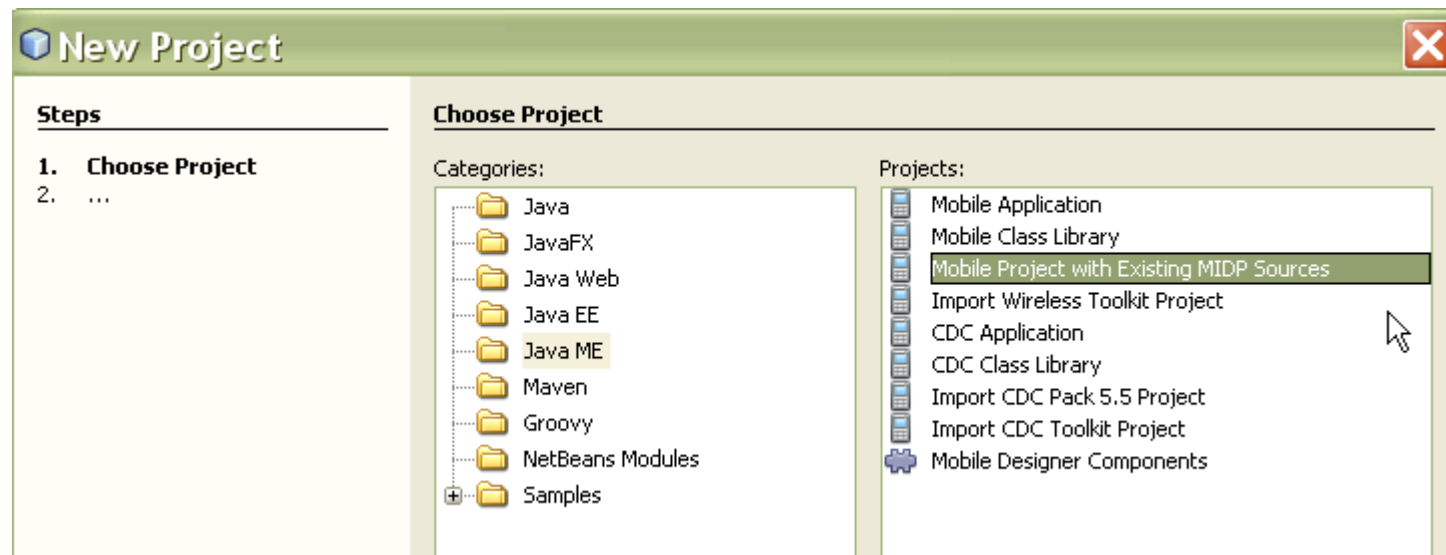 New Project
Steps
1. Choose Project
2. ...
Choose Project
Categories:
Java
JavaFX
Java Web
Java EE
Java ME
Maven
Groovy
NetBeans Modules
Samples
Projects:
Mobile Application
Mobile Class Library
Mobile Project with Existing MIDP Sources
Import Wireless Toolkit Project
CDC Application
CDC Class Library
Import CDC Pack 5.5 Project
Import CDC Toolkit Project
Mobile Designer Components